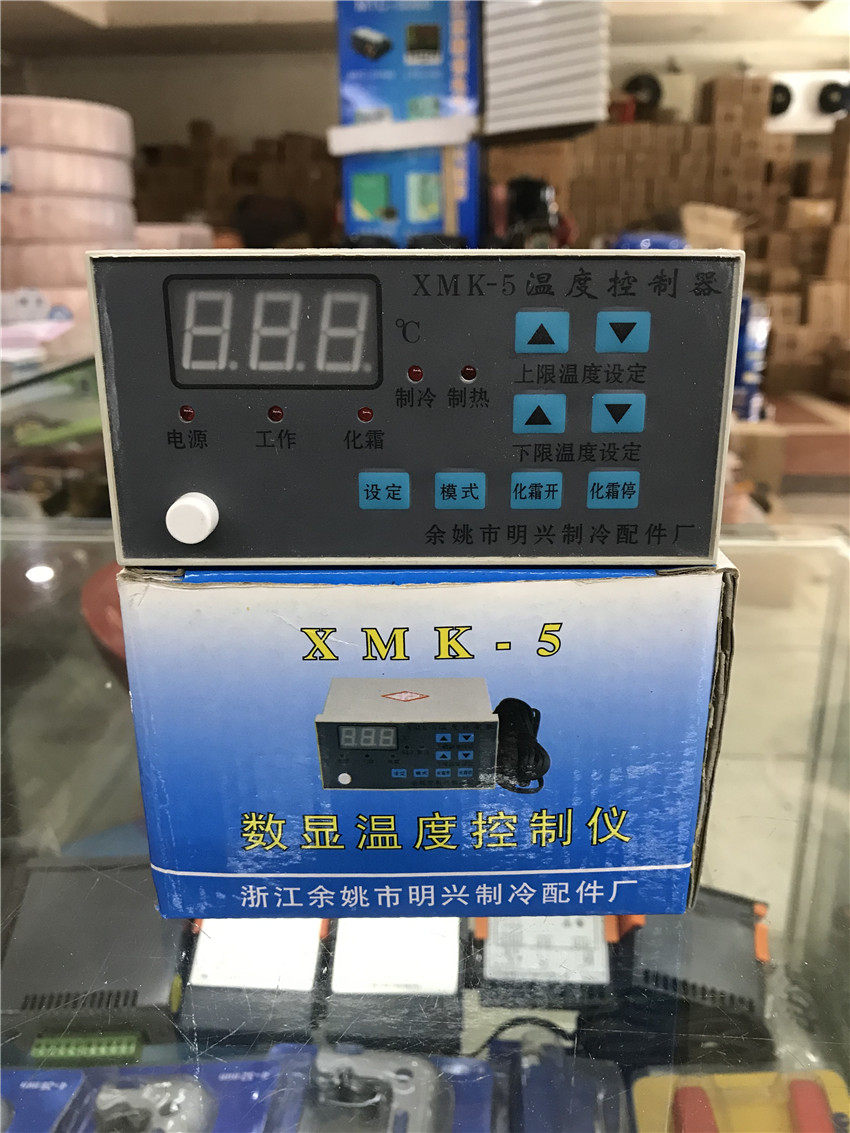 XMK-5温度控制器
8.8.8.
℃
上限温度设定
制冷 制热
电源 工作 化霜
下限温度设定
设定 模式 化霜开 化霜停
余姚市明兴制冷配件厂
XMK-5
数显温度控制仪
浙江余姚市明兴制冷配件厂